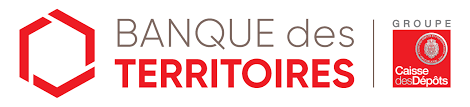 BANQUE des
TERRITOIRES
GROUPE
Caisse
desDépôts